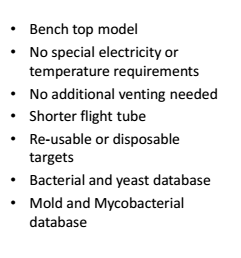 • Bench top model
• No special electricity or
temperature requirements
• No additional venting needed
• Shorter flight tube
• Re-usable or disposable
targets
• Bacterial and yeast database
• Mold and Mycobacterial
database